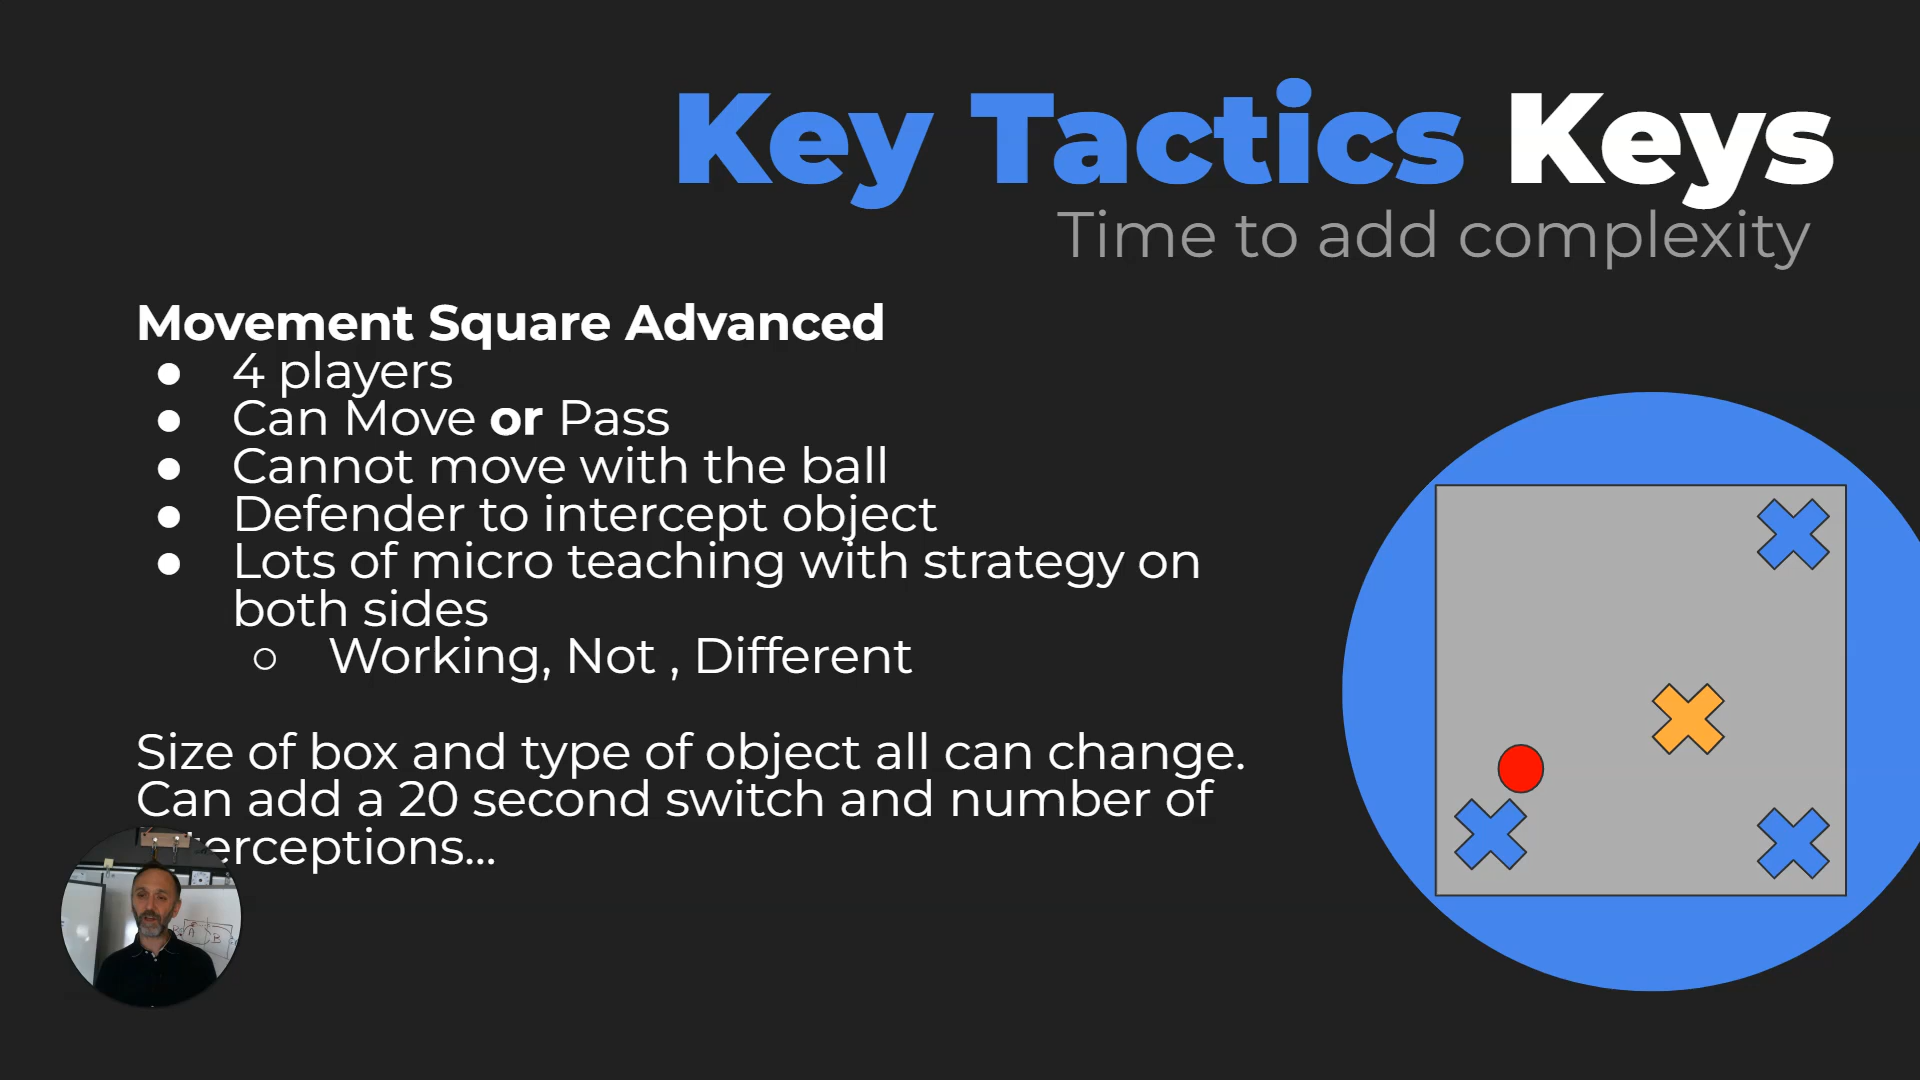 Key Tactics Keys
Time to add complexity
Movement Square Advanced
● 4 players
● Can Move or Pass
● Cannot move with the ball
● Defender to intercept object
● Lots of micro teaching with strategy on
both sides
○ Working, Not , Different
Size of box and type of object all can change.
Can add a 20 second switch and number of
terceptions...
A
B